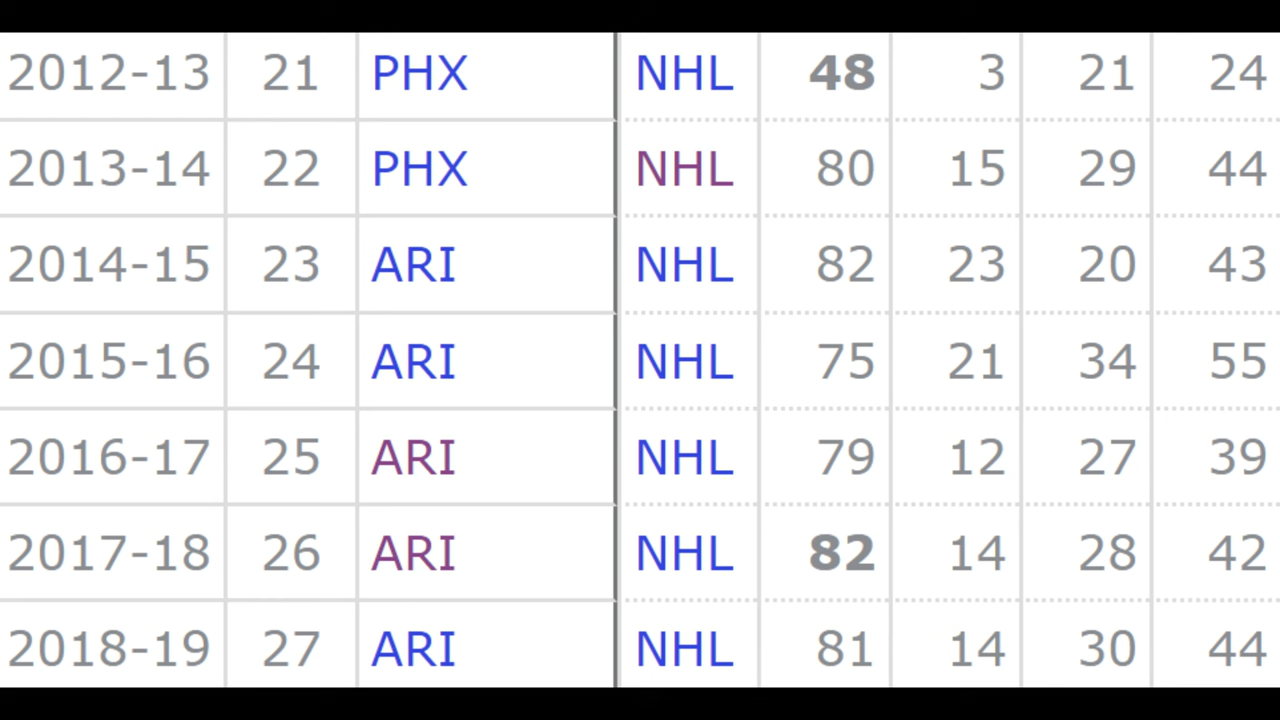 2012-13 21 PHX NHL 48 3 21 24
2013-14 22 PHX NHL 80 15 29 44
2014-15 23 ARI NHL 82 23 20 43
2015-16 24 ARI NHL 75 21 34 55
2016-17 25 ARI NHL 79 12 27 39
2017-18 26 ARI NHL 82 14 28 42
2018-19 27 ARI NHL 81 14 30 44